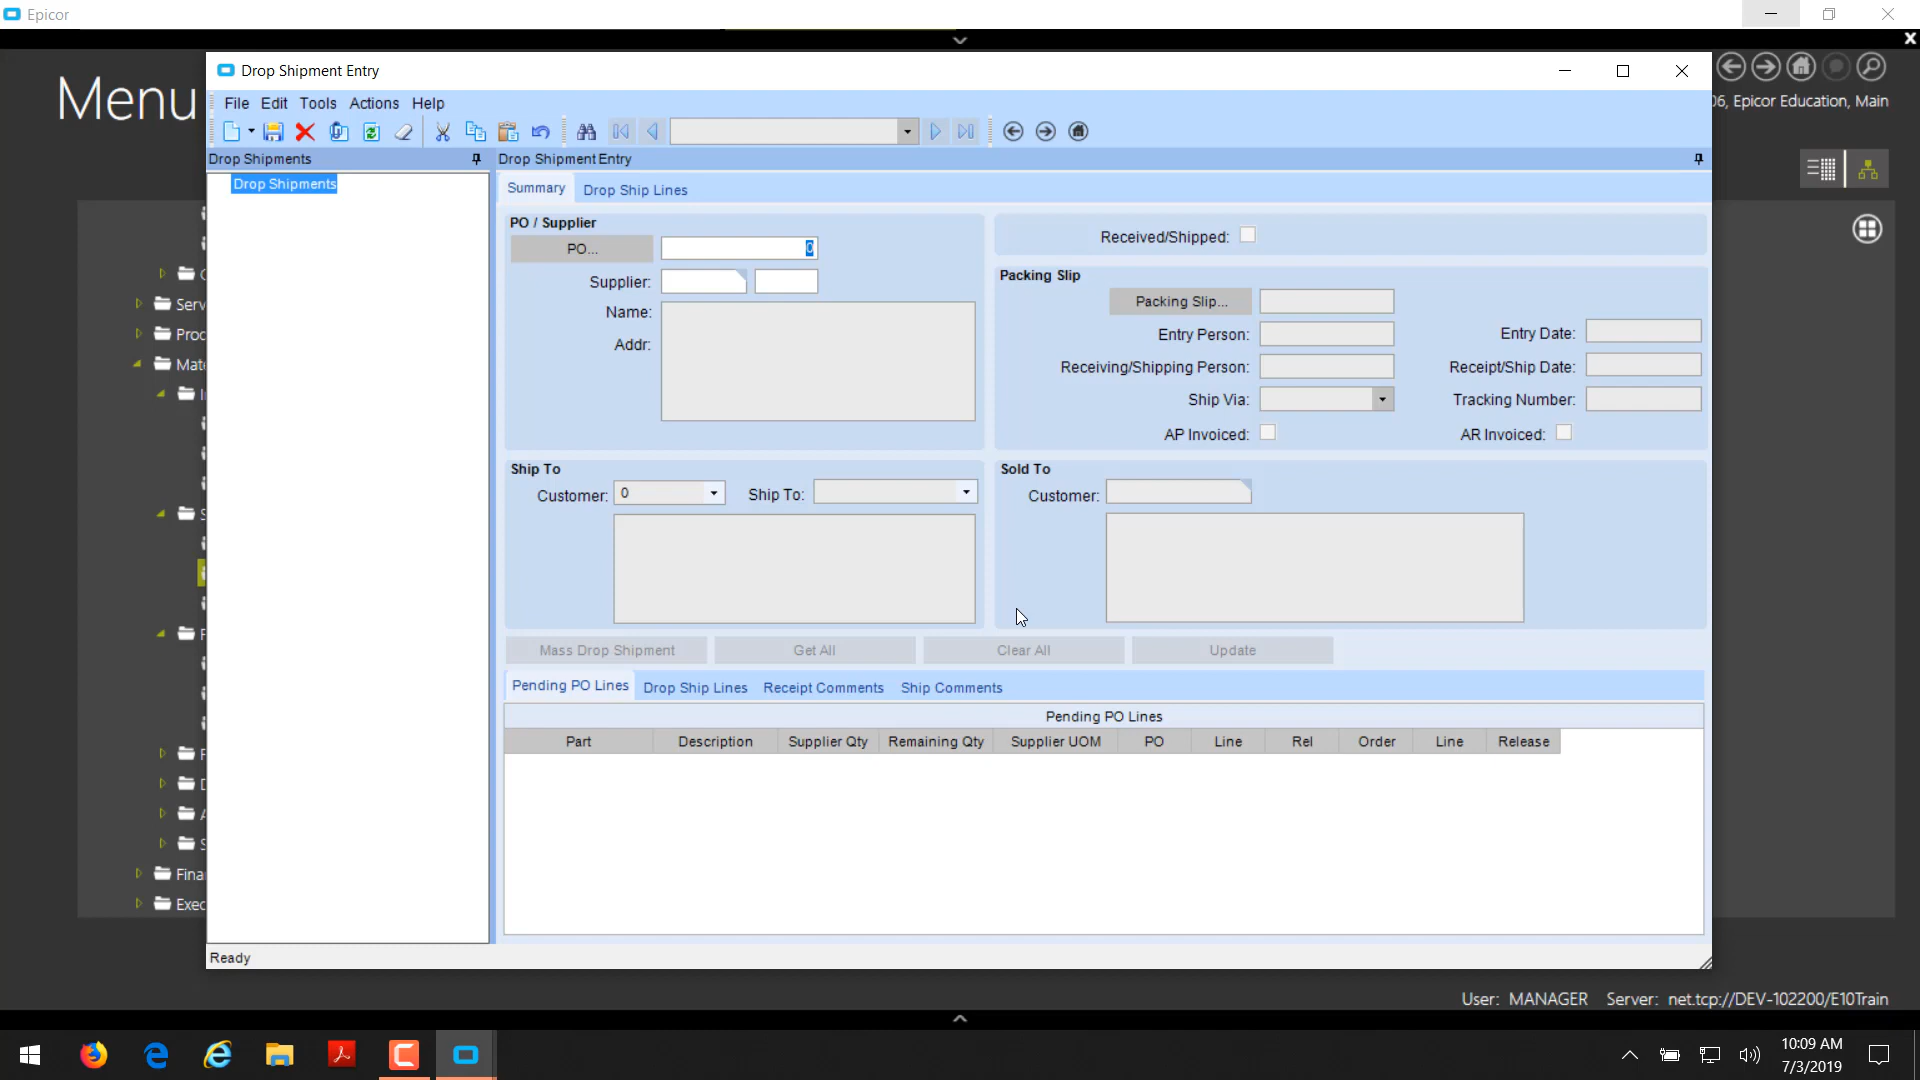 Epicor
Menu
06, Epicor Education, Main
Drop Shipment Entry
File Edit Tools Actions Help
Drop Shipments
Drop Shipment Entry
Drop Shipments
Summary Drop Ship Lines
PO / Supplier
PO... 0
Supplier:
Name:
Addr:
Received/Shipped:
Packing Slip
Packing Slip...
Entry Person: Entry Date:
Receiving/Shipping Person: Receipt/Ship Date:
Ship Via: Tracking Number:
AP Invoiced: AR Invoiced:
Ship To
Customer: 0 Ship To:
Sold To
Customer:
Mass Drop Shipment Get All Clear All Update
Pending PO Lines Drop Ship Lines Receipt Comments Ship Comments
Pending PO Lines
Part Description Supplier Qty Remaining Qty Supplier UOM PO Line Rel Order Line Release
Ready
Serv
Proc
Mate
Finan
Exec
User: MANAGER Server: net.tcp://DEV-102200/E10Train
10:09 AM
7/3/2019